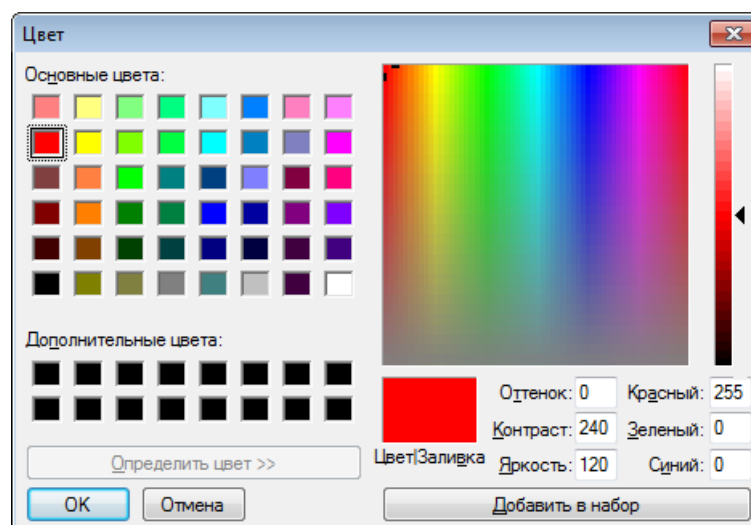 Цвет
Основные цвета:
Дополнительные цвета:
Определить цвет >>
ОК
Отмена
Цвет|Заливка
Оттенок: 0
Контраст: 240
Яркость: 120
Красный: 255
Зеленый: 0
Синий: 0
Добавить в набор